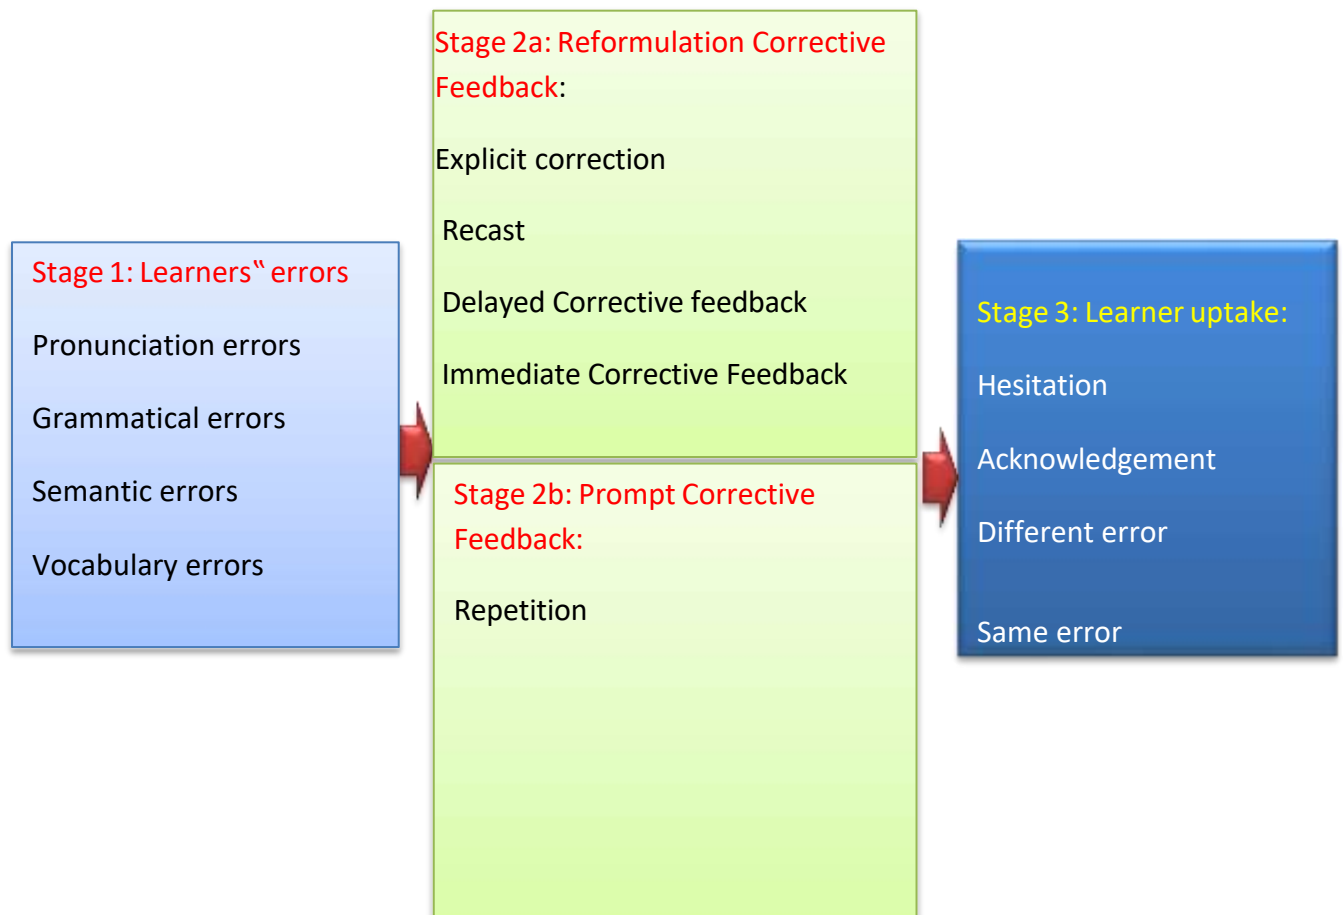 Stage 1: Learners‟ errors
Pronunciation errors
Grammatical errors
Semantic errors
Vocabulary errors
Stage 2a: Reformulation Corrective
Feedback:
Explicit correction
Recast
Delayed Corrective feedback
Immediate Corrective Feedback
Stage 2b: Prompt Corrective
Feedback:
Repetition
Stage 3: Learner uptake:
Hesitation
Acknowledgement
Different error
Same error